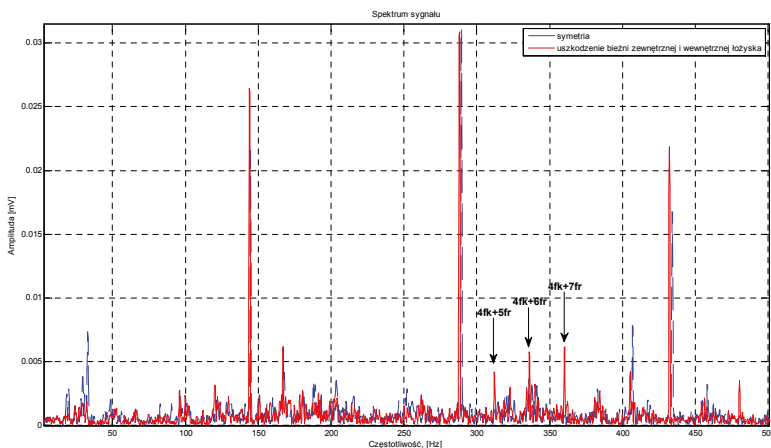 Spektrum sygnału
symetria
uszkodzenie bieżni zewnętrznej i wewnętrznej łożyska
Amplituda [mV]
0.03
0.025
0.02
0.015
0.01
0.005
0
4fk+5fr
4fk+6fr
4fk+7fr
50
100
150
200
250
300
350
400
450
500
Częstotliwość, [Hz]